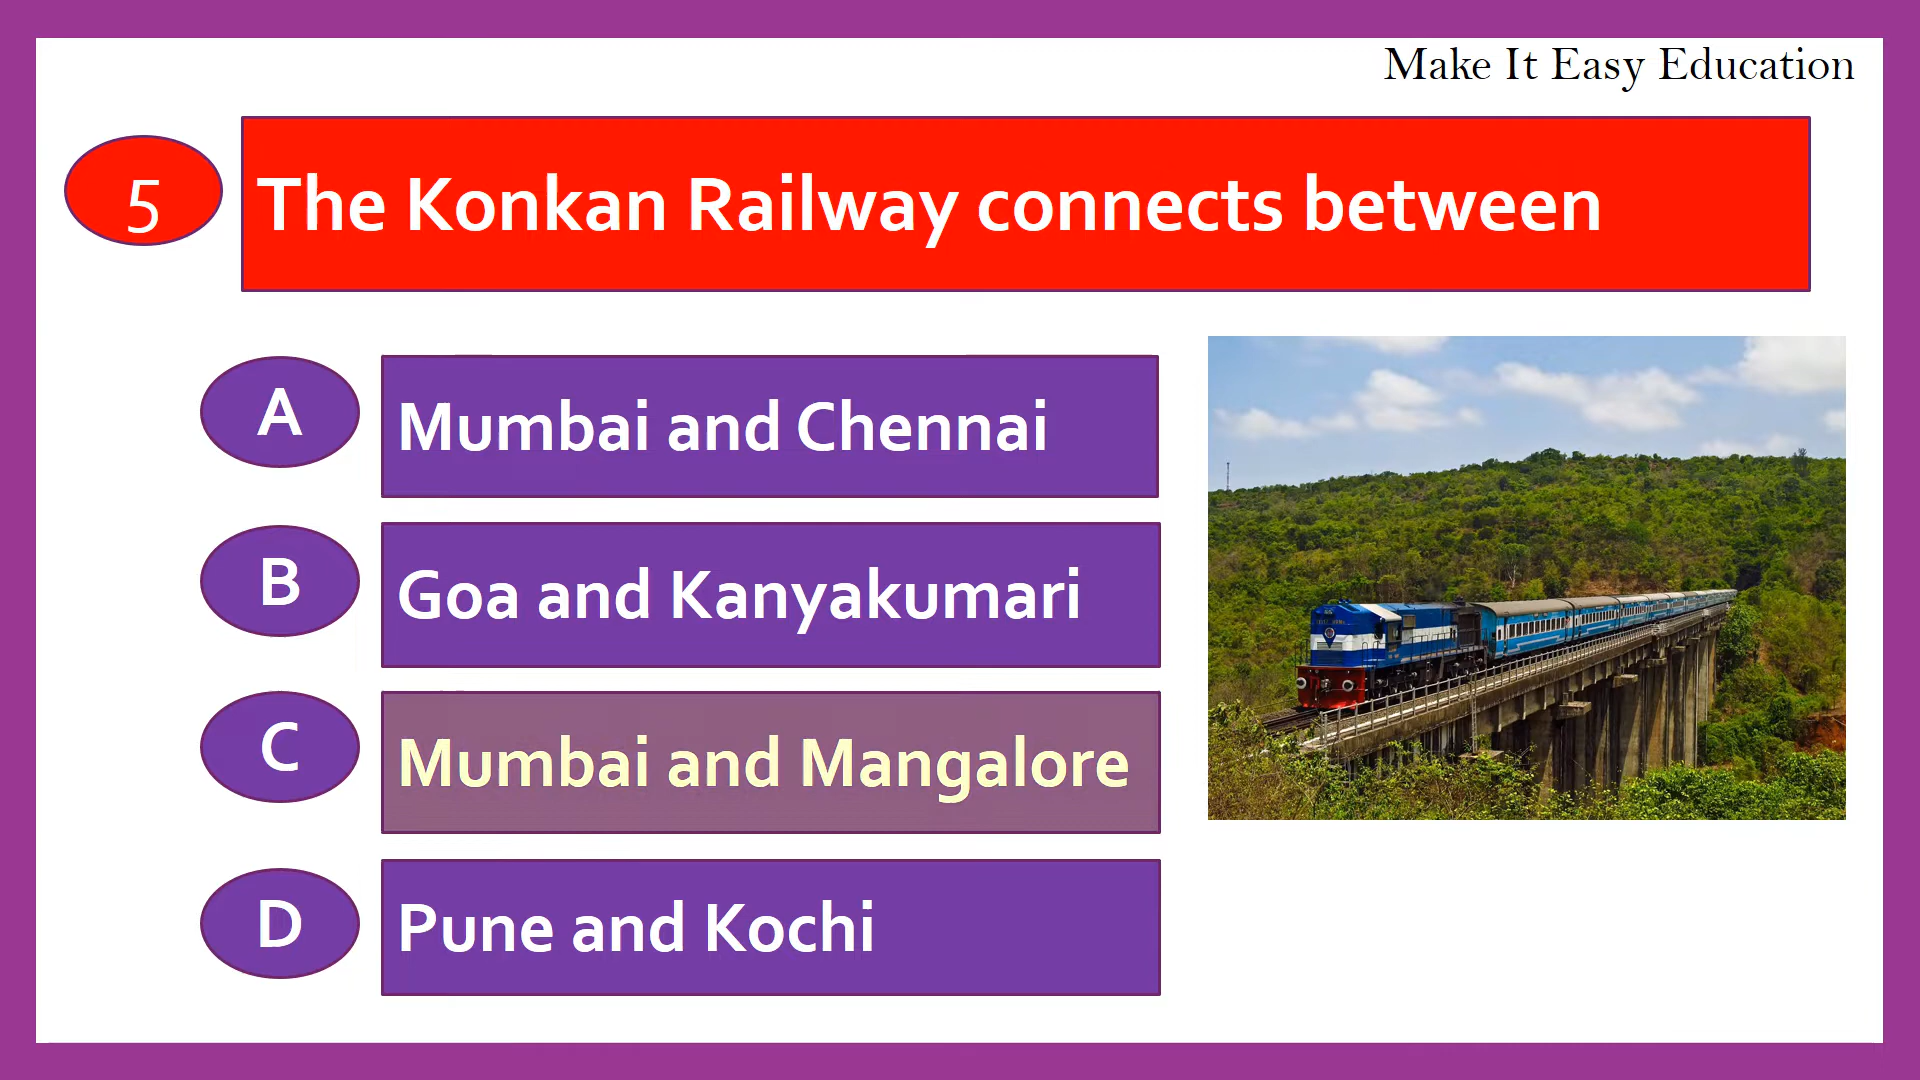 Make It Easy Education
5
The Konkan Railway connects between
A
Mumbai and Chennai
B
Goa and Kanyakumari
C
Mumbai and Mangalore
D
Pune and Kochi